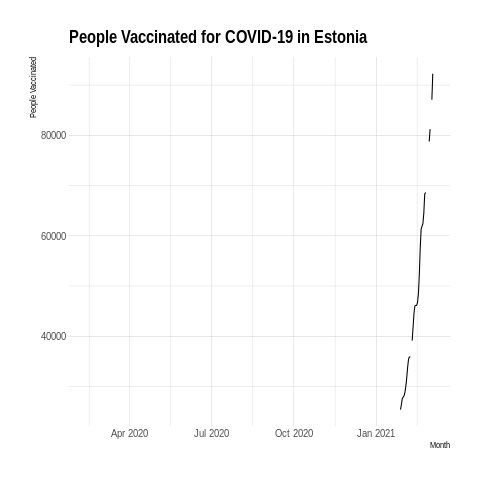 People Vaccinated for COVID-19 in Estonia
People Vaccinated
80000
60000
40000
Apr 2020 Jul 2020 Oct 2020 Jan 2021
Month